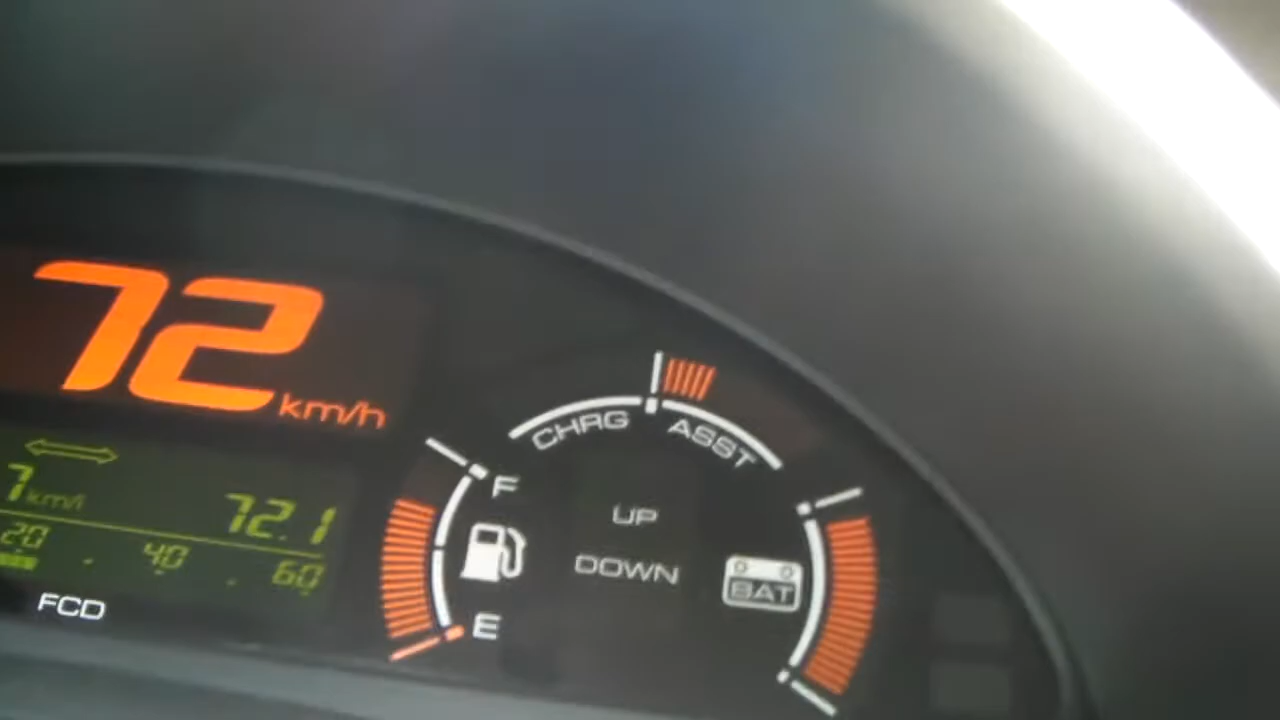 72 km/h
7 km/l 72.1
20 40 60
FCD
CHRG ASST
F
UP
DOWN
BAT
E